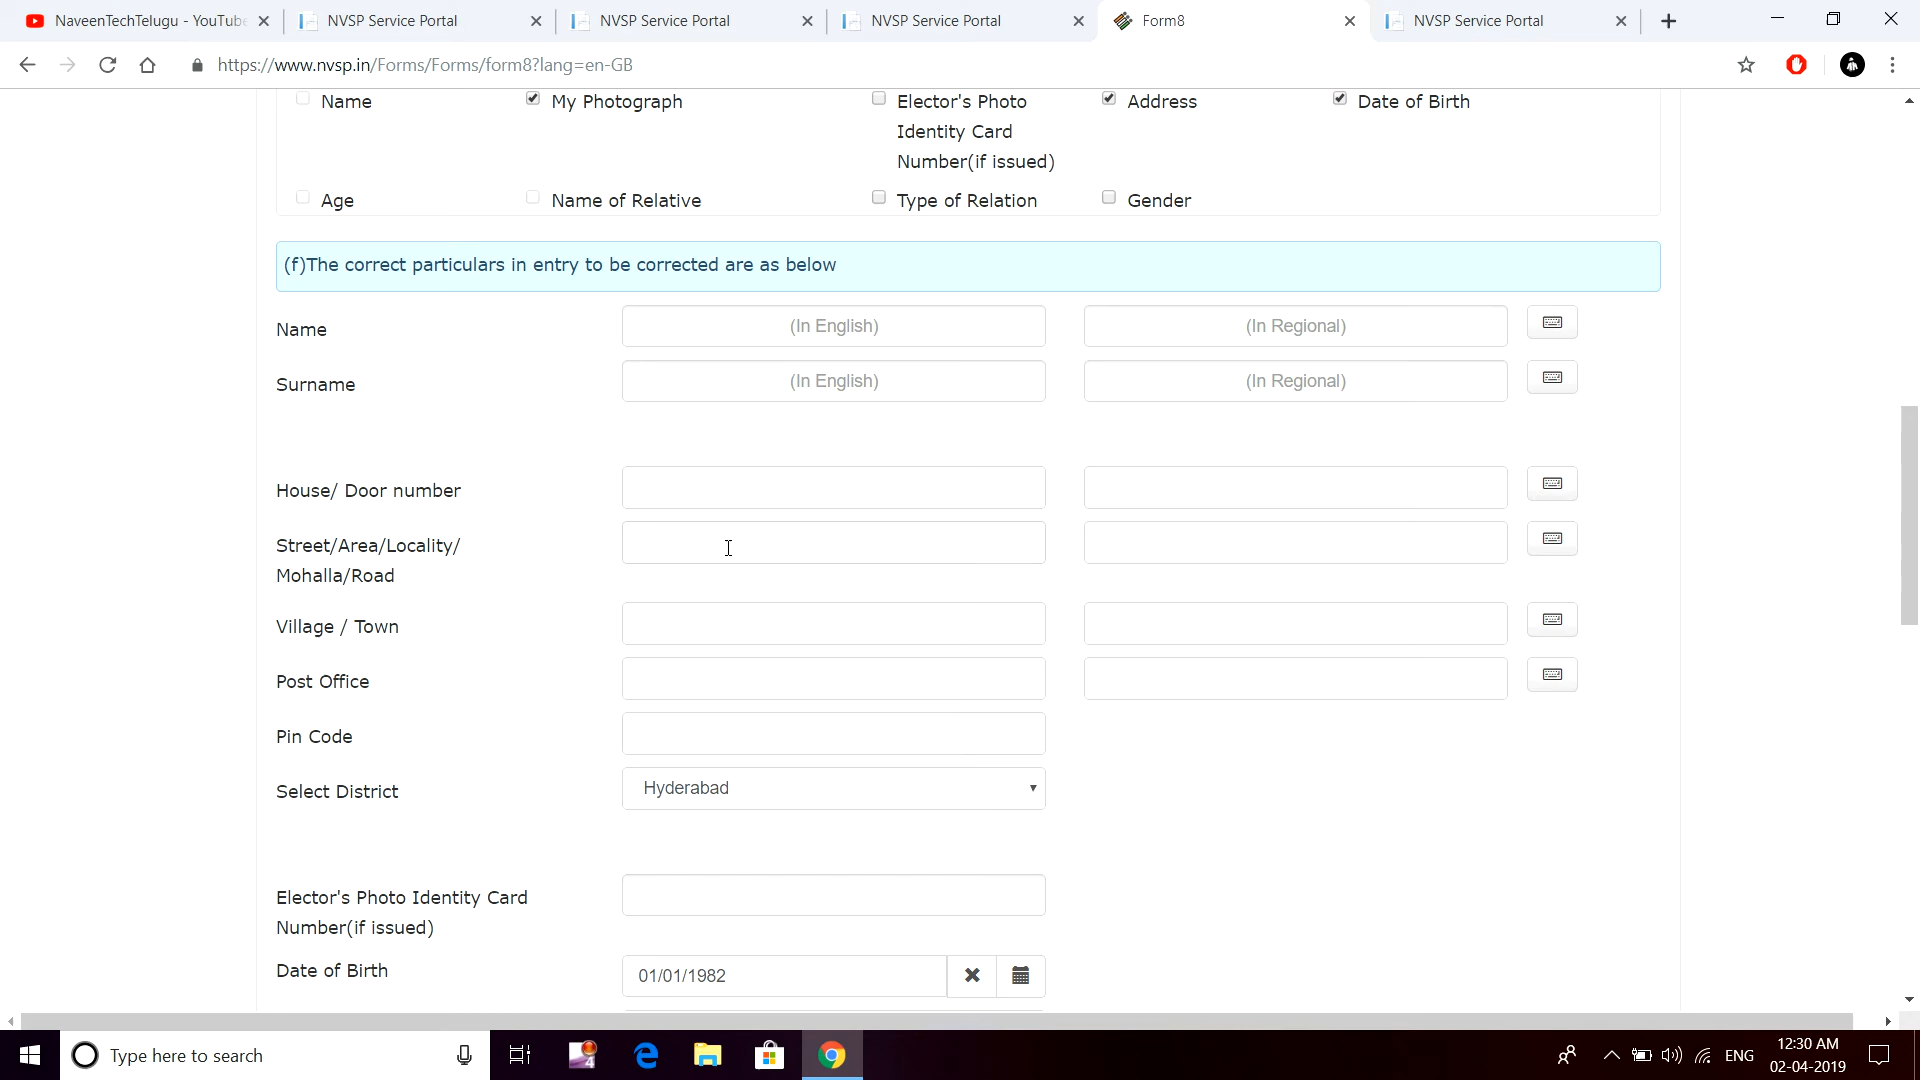 NaveenTechTelugu - YouTube
NVSP Service Portal
NVSP Service Portal
NVSP Service Portal
Form8
NVSP Service Portal
https://www.nvsp.in/Forms/Forms/form8?lang=en-GB
Name
My Photograph
Elector's Photo
Identity Card
Number(if issued)
Address
Date of Birth
Age
Name of Relative
Type of Relation
Gender
(f)The correct particulars in entry to be corrected are as below
Name
(In English)
(In Regional)
Surname
(In English)
(In Regional)
House/ Door number
Street/Area/Locality/
Mohalla/Road
Village / Town
Post Office
Pin Code
Select District
Hyderabad
Elector's Photo Identity Card
Number(if issued)
Date of Birth
01/01/1982
Type here to search
4
ENG
12:30 AM
02-04-2019